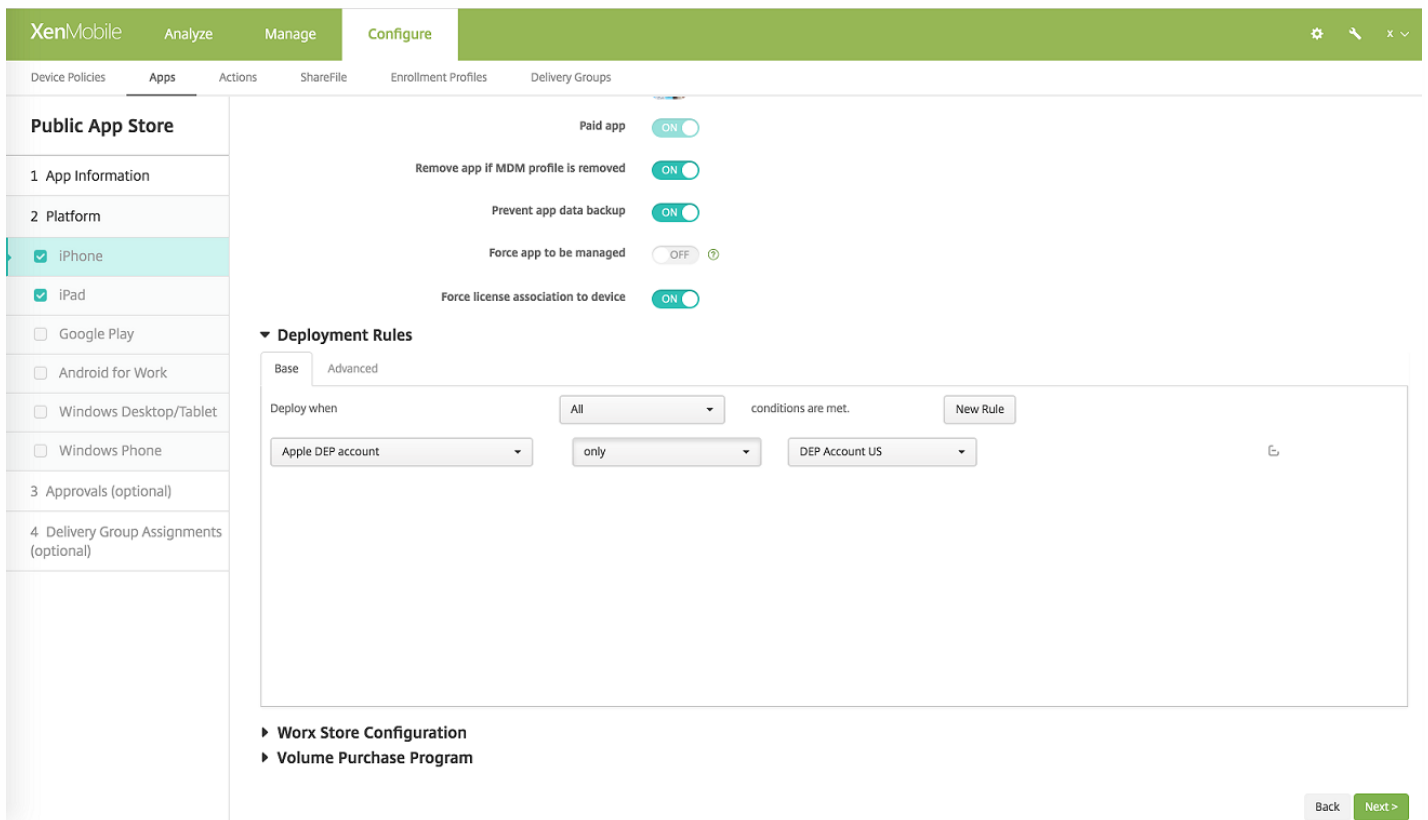 XenMobile Analyze Manage Configure x
Device Policies Apps Actions ShareFile Enrollment Profiles Delivery Groups
Public App Store
1 App Information
2 Platform
iPhone
iPad
Google Play
Android for Work
Windows Desktop/Tablet
Windows Phone
3 Approvals (optional)
4 Delivery Group Assignments
(optional)
Paid app ON
Remove app if MDM profile is removed ON
Prevent app data backup ON
Force app to be managed OFF ?
Force license association to device ON
Deployment Rules
Base Advanced
Deploy when All conditions are met. New Rule
Apple DEP account only DEP Account US
Worx Store Configuration
Volume Purchase Program
Back Next >